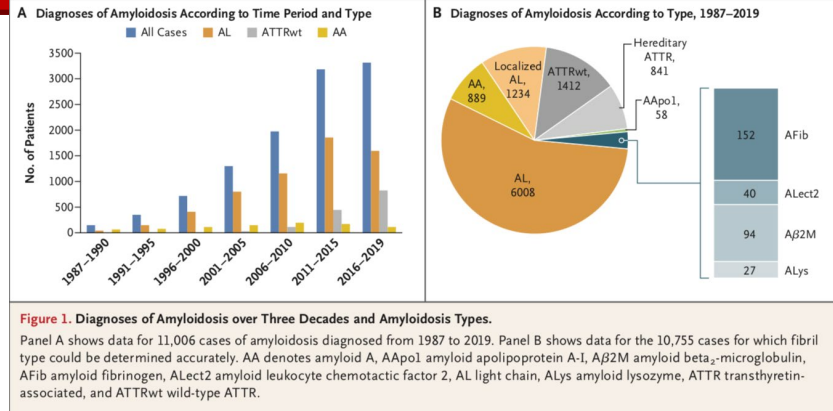 A Diagnoses of Amyloidosis According to Time Period and Type
All Cases AL ATTRwt AA
No. of Patients
3500
3000
2500
2000
1500
1000
500
0
1987–1990
1991–1995
1996–2000
2001–2005
2006–2010
2011–2015
2016–2019
B Diagnoses of Amyloidosis According to Type, 1987–2019
Hereditary
ATTR,
841
ATTRwt,
1412
Localized
AL,
1234
AA,
889
AApo1,
58
AL,
6008
152 AFib
40 ALect2
94 Aβ2M
27 ALys
Figure 1. Diagnoses of Amyloidosis over Three Decades and Amyloidosis Types.
Panel A shows data for 11,006 cases of amyloidosis diagnosed from 1987 to 2019. Panel B shows data for the 10,755 cases for which fibril
type could be determined accurately. AA denotes amyloid A, AApo1 amyloid apolipoprotein A-I, Aβ2M amyloid beta₂-microglobulin,
AFib amyloid fibrinogen, ALect2 amyloid leukocyte chemotactic factor 2, AL light chain, ALys amyloid lysozyme, ATTR transthyretin-
associated, and ATTRwt wild-type ATTR.